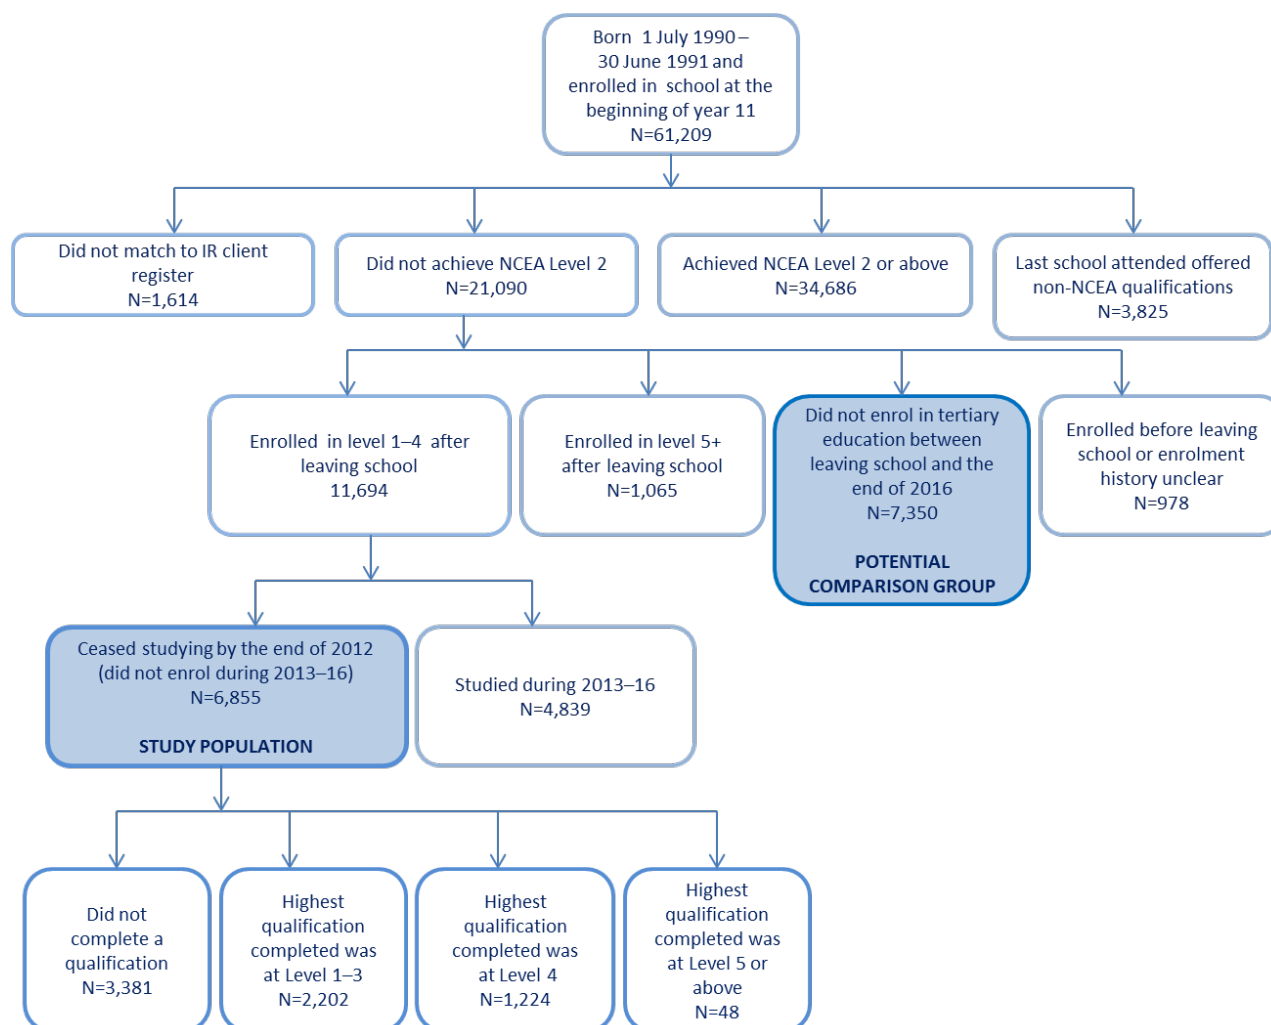 Born 1 July 1990 –
30 June 1991 and
enrolled in school at the
beginning of year 11
N=61,209
Did not match to IR client
register
N=1,614
Did not achieve NCEA Level 2
N=21,090
Achieved NCEA Level 2 or above
N=34,686
Last school attended offered
non-NCEA qualifications
N=3,825
Enrolled in level 1–4 after
leaving school
11,694
Enrolled in level 5+
after leaving school
N=1,065
Did not enrol in tertiary
education between
leaving school and the
end of 2016
N=7,350
POTENTIAL
COMPARISON GROUP
Enrolled before leaving
school or enrolment
history unclear
N=978
Ceased studying by the end of 2012
(did not enrol during 2013–16)
N=6,855
STUDY POPULATION
Studied during 2013–16
N=4,839
Did not
complete a
qualification
N=3,381
Highest
qualification
completed was
at Level 1–3
N=2,202
Highest
qualification
completed was
at Level 4
N=1,224
Highest
qualification
completed was
at Level 5 or
above
N=48